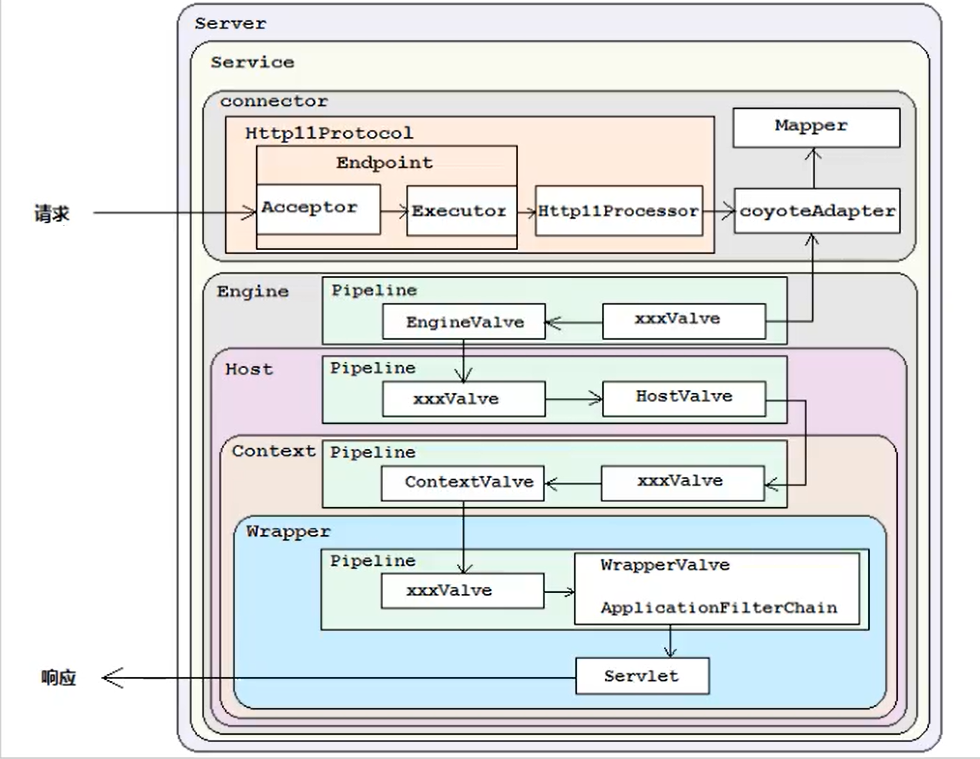 Server
Service
connector
Http11Protocol
Mapper
Endpoint
请求
Acceptor
Executor
Http11Processor
coyoteAdapter
Engine
Pipeline
EngineValve
xxxValve
Host
Pipeline
xxxValve
HostValve
Context
Pipeline
ContextValve
xxxValve
Wrapper
Pipeline
xxxValve
WrapperValve
ApplicationFilterChain
响应
Servlet